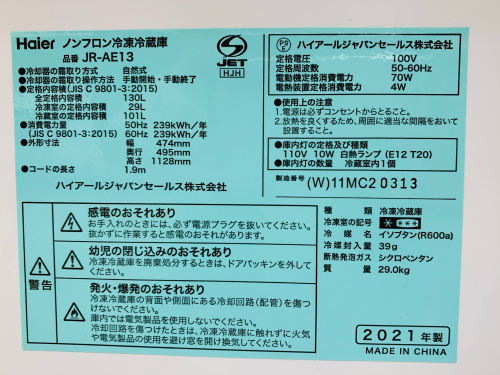 Haier ノンフロン冷凍冷蔵庫
品番 JR-AE13
JET
HJH
●冷却器の霜取り方式 自然式
●冷凍室の霜取り方法 手動開始・手動終了
●定格内容積(JIS C 9801-3:2015)
全定格内容積 130L
冷凍室の定格内容積 29L
冷蔵室の定格内容積 101L
●消費電力量 50Hz 239kWh/年
(JIS C 9801-3:2015) 60Hz 239kWh/年
●外形寸法 幅 474mm
奥行 495mm
高さ 1128mm
●コードの長さ 1.9m
ハイアールジャパンセールス株式会社
PS E ハイアールジャパンセールス株式会社
定格電圧 100V
定格周波数 50-60Hz
電動機定格消費電力 70W
電熱装置定格消費電力 4W
●使用上の注意
1.電源は必ずコンセントからとること。
2.放熱を良くするため、周囲に適当な間隔をおいて
設置すること。
●庫内灯の定格及び種類
110V 10W 白熱ランプ(E12 T20)
●庫内灯の数量 冷蔵室内1個
製造番号 (W)11MC2 0313
警告
感電のおそれあり
お手入れのときには、必ず電源プラグを抜いてください。
抜かずに作業すると感電のおそれがあります。
幼児の閉じ込めのおそれあり
冷凍冷蔵庫を廃棄処分するときは、ドアパッキンを外して
ください。
発火・爆発のおそれあり
冷凍冷蔵庫の背面や側面にある冷却回路(配管)を傷つ
けないでください。
庫内では電気製品を使用しないでください。
冷却回路を傷つけたときは、冷凍冷蔵庫に触れずに火気
や電気製品の使用を避け窓を開け換気してください。
種類 冷凍冷蔵庫
冷凍室の記号 ＊ ＊＊＊
冷媒 イソブタン(R600a)
冷媒封入量 39g
断熱発泡ガス シクロペンタン
質量 29.0kg
2021年製
MADE IN CHINA